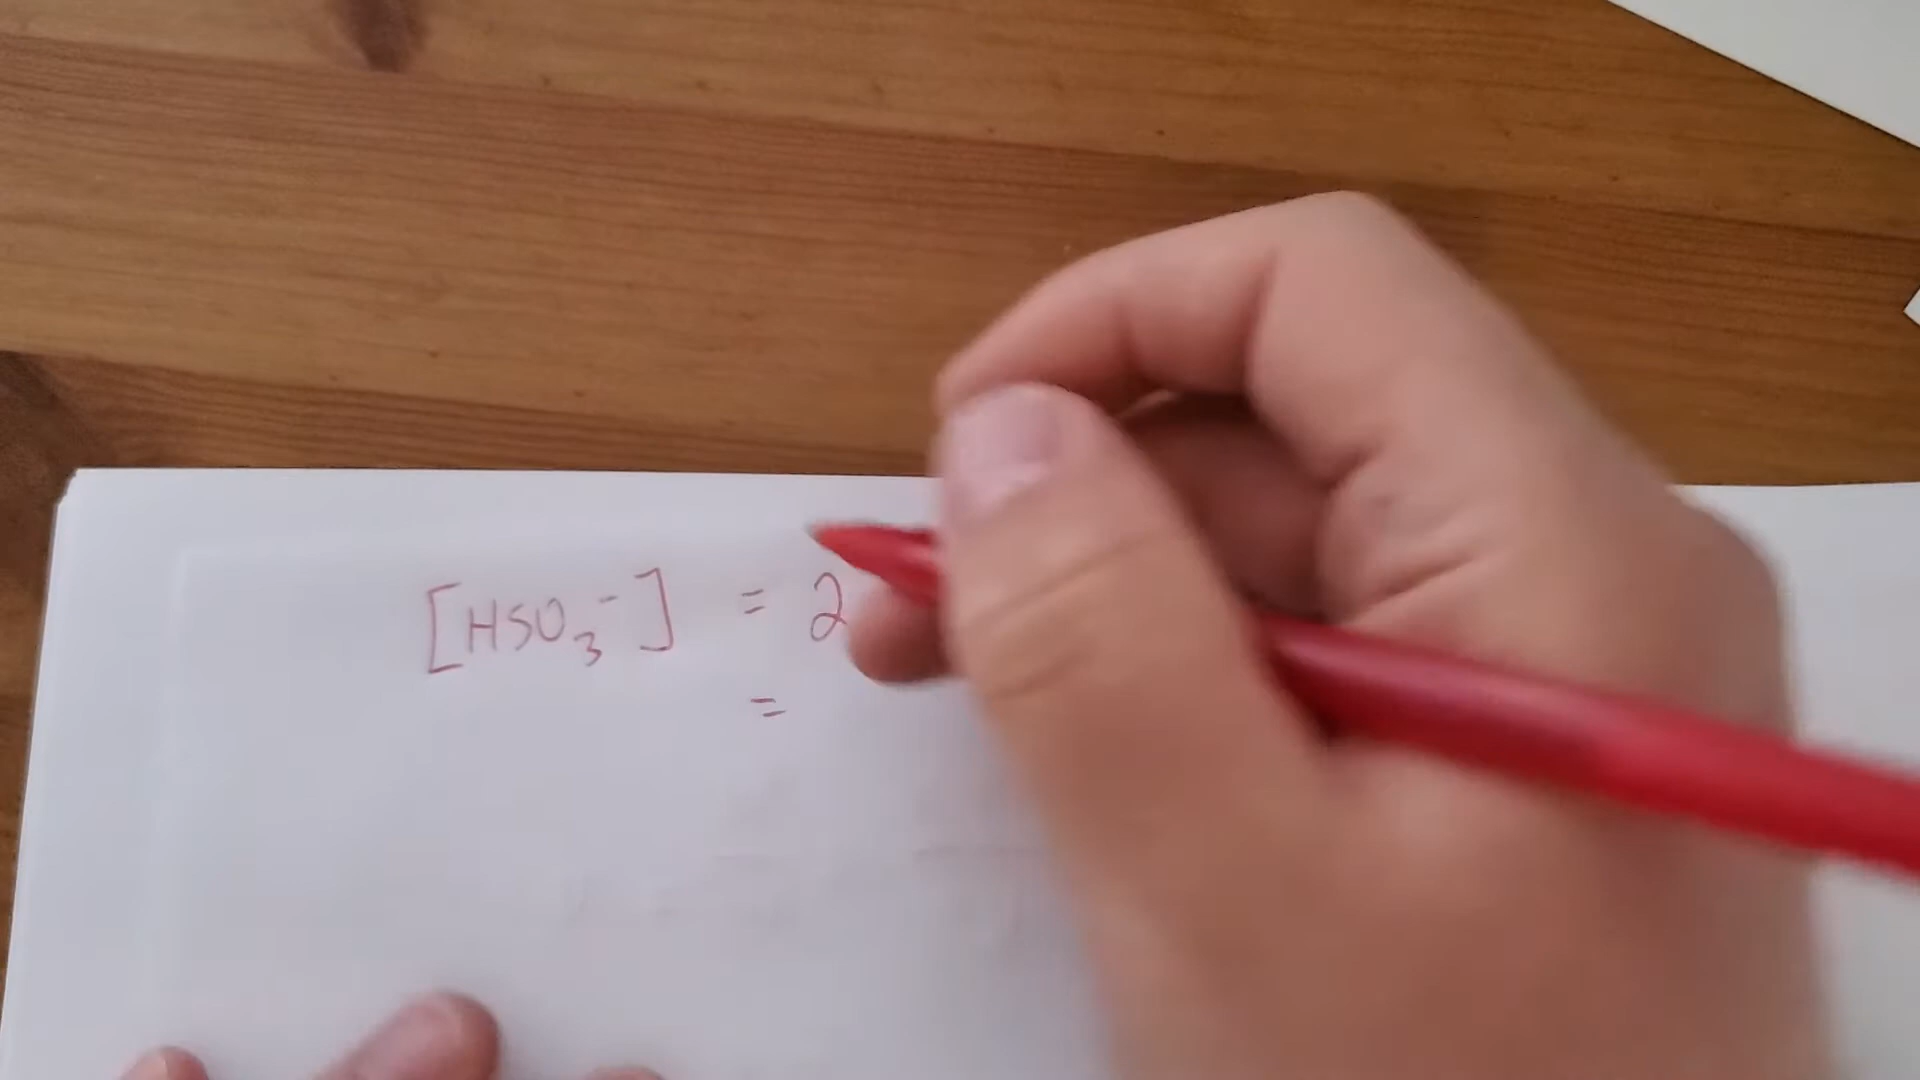 [HSO₃⁻] = 2
=